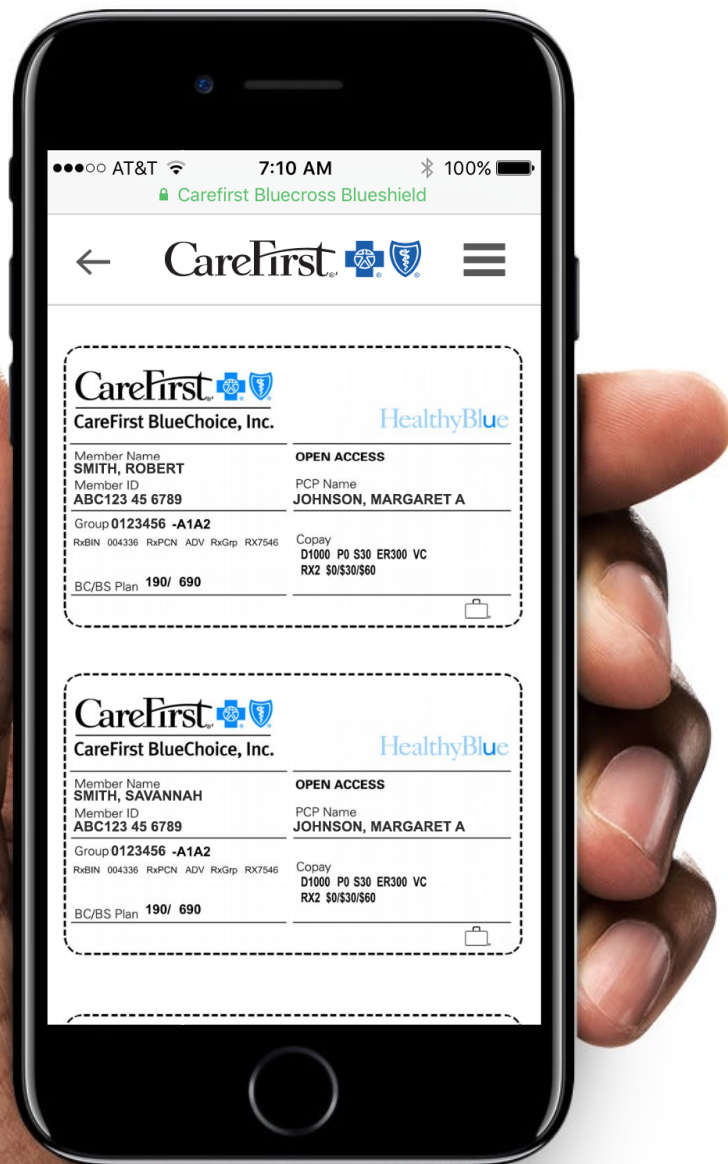 ●●●○○ AT&T 7:10 AM 100%
Carefirst Bluecross Blueshield
CareFirst
CareFirst
CareFirst BlueChoice, Inc. HealthyBlue
Member Name
SMITH, ROBERT
Member ID
ABC123 45 6789
OPEN ACCESS
PCP Name
JOHNSON, MARGARET A
Group 0123456 -A1A2
RxBIN 004336 RxPCN ADV RxGrp RX7546
BC/BS Plan 190/ 690
Copay
D1000 P0 S30 ER300 VC
RX2 $0/$30/$60
CareFirst
CareFirst BlueChoice, Inc. HealthyBlue
Member Name
SMITH, SAVANNAH
Member ID
ABC123 45 6789
OPEN ACCESS
PCP Name
JOHNSON, MARGARET A
Group 0123456 -A1A2
RxBIN 004336 RxPCN ADV RxGrp RX7546
BC/BS Plan 190/ 690
Copay
D1000 P0 S30 ER300 VC
RX2 $0/$30/$60